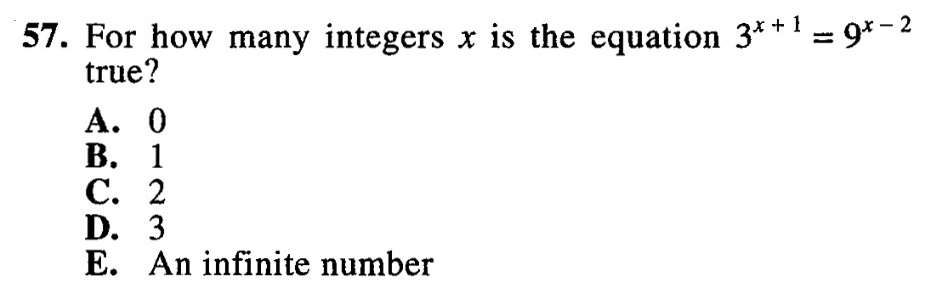 57. For how many integers x is the equation 3^{x + 1} = 9^{x − 2}
true?
A. 0
B. 1
C. 2
D. 3
E. An infinite number